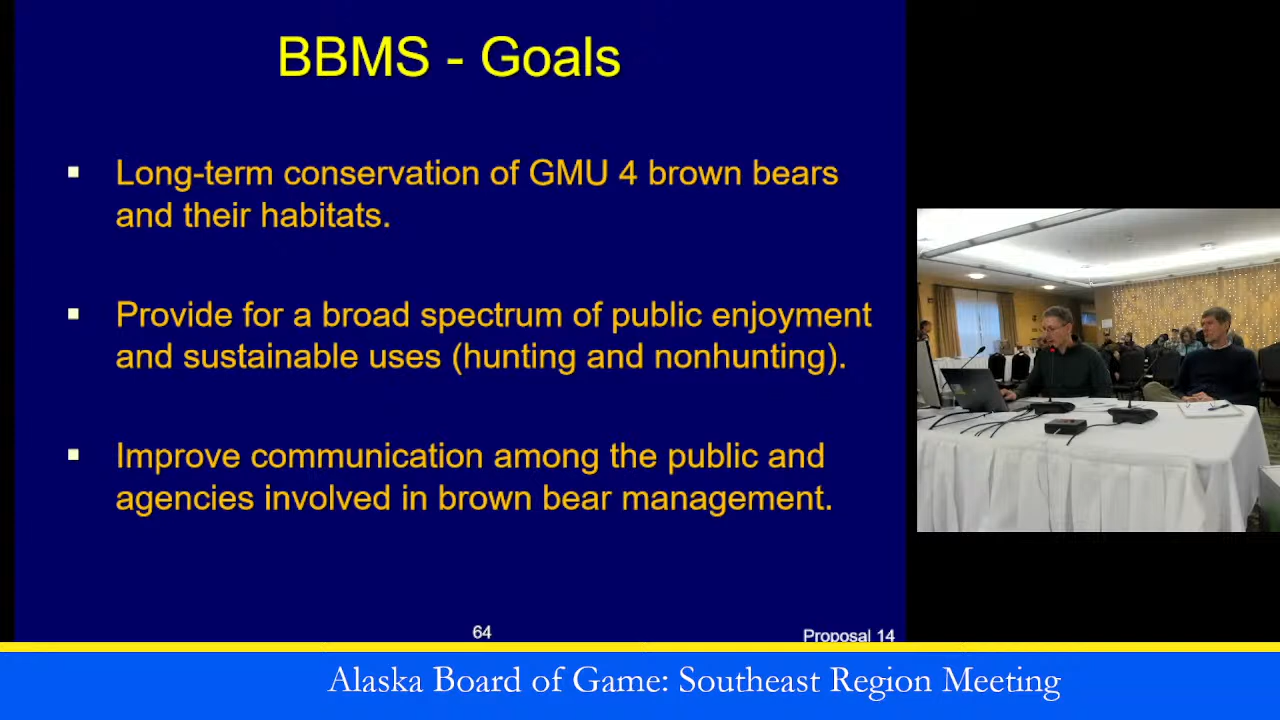 BBMS - Goals
Long-term conservation of GMU 4 brown bears
and their habitats.
Provide for a broad spectrum of public enjoyment
and sustainable uses (hunting and nonhunting).
Improve communication among the public and
agencies involved in brown bear management.
64
Proposal 14
Alaska Board of Game: Southeast Region Meeting